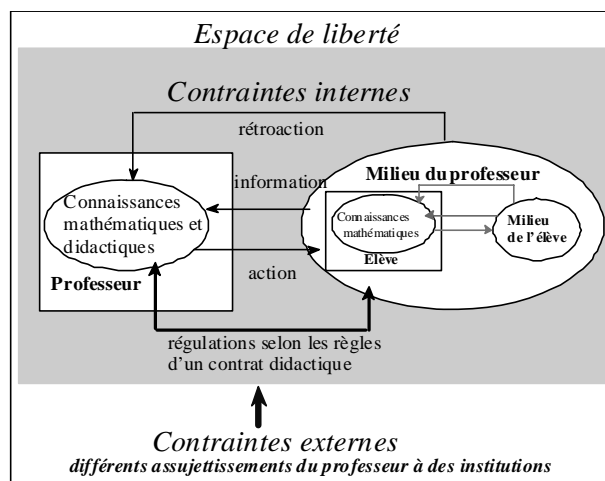 Espace de liberté
Contraintes internes
rétroaction
Milieu du professeur
information
Connaissances
mathématiques et
didactiques
Professeur
Connaissances
mathématiques
Elève
Milieu
de l'élève
action
régulations selon les règles
d'un contrat didactique
Contraintes externes
différents assujettissements du professeur à des institutions